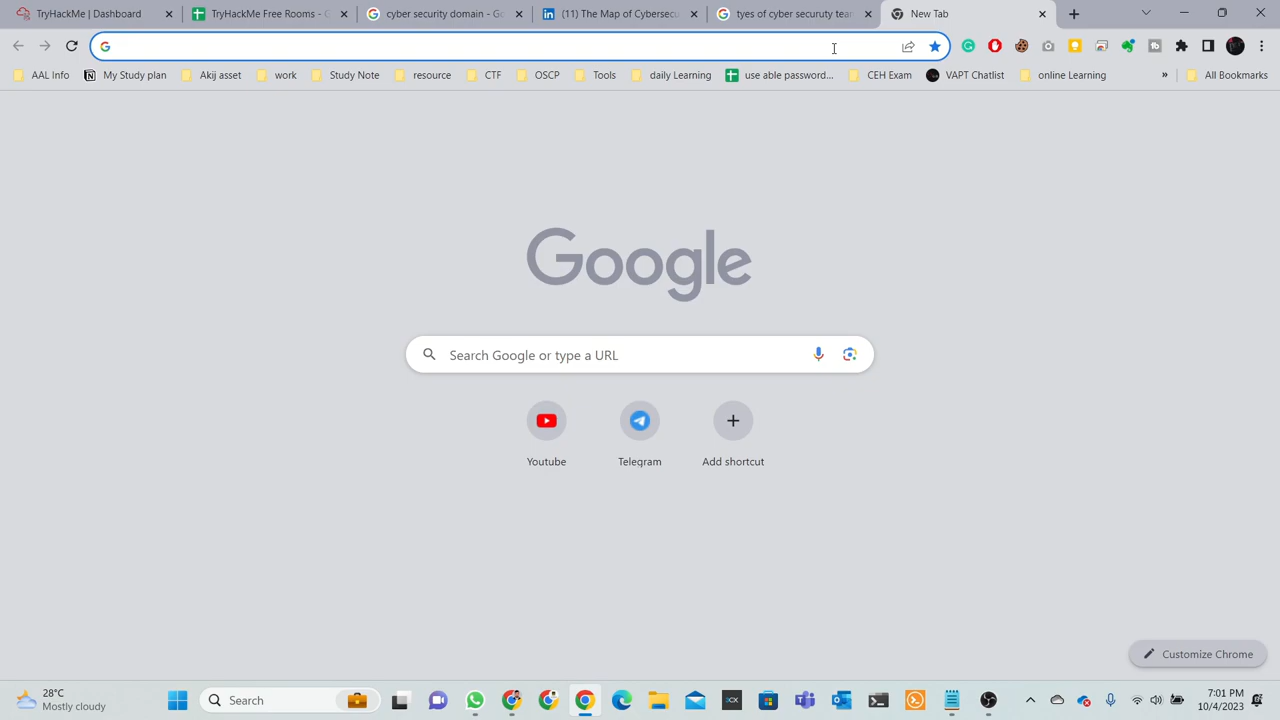 TryHackMe | Dashboard
TryHackMe Free Rooms - G
cyber security domain - Go
(11) The Map of Cybersecu
tyes of cyber securuty tean
New Tab
AAL Info
My Study plan
Akij asset
work
Study Note
resource
CTF
OSCP
Tools
daily Learning
use able password...
CEH Exam
VAPT Chatlist
online Learning
»
All Bookmarks
Google
Search Google or type a URL
Youtube
Telegram
Add shortcut
Customize Chrome
28°C
Mostly cloudy
Search
7:01 PM
10/4/2023